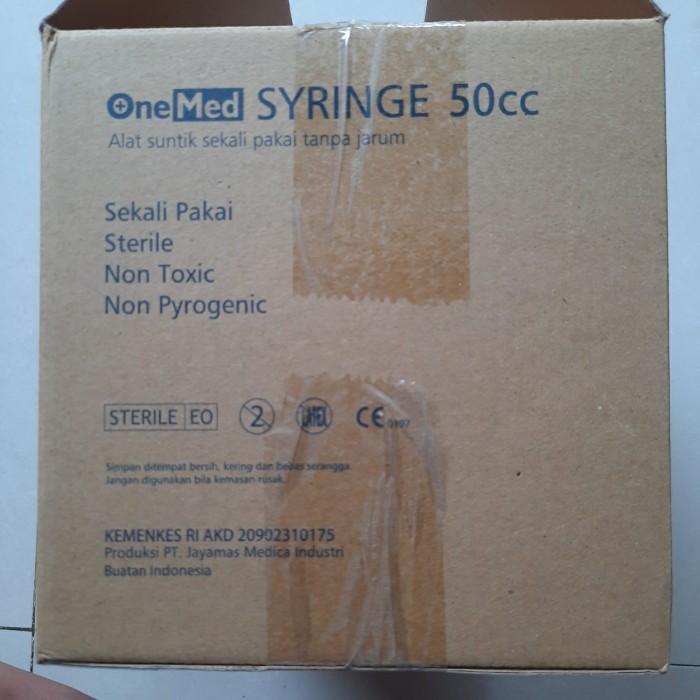 OneMed SYRINGE 50cc
Alat suntik sekali pakai tanpa jarum
Sekali Pakai
Sterile
Non Toxic
Non Pyrogenic
STERILE EO 2 LATEX CE 0197
Simpan ditempat bersih, kering dan bebas serangga.
Jangan digunakan bila kemasan rusak.
KEMENKES RI AKD 20902310175
Produksi PT. Jayamas Medica Industri
Buatan Indonesia